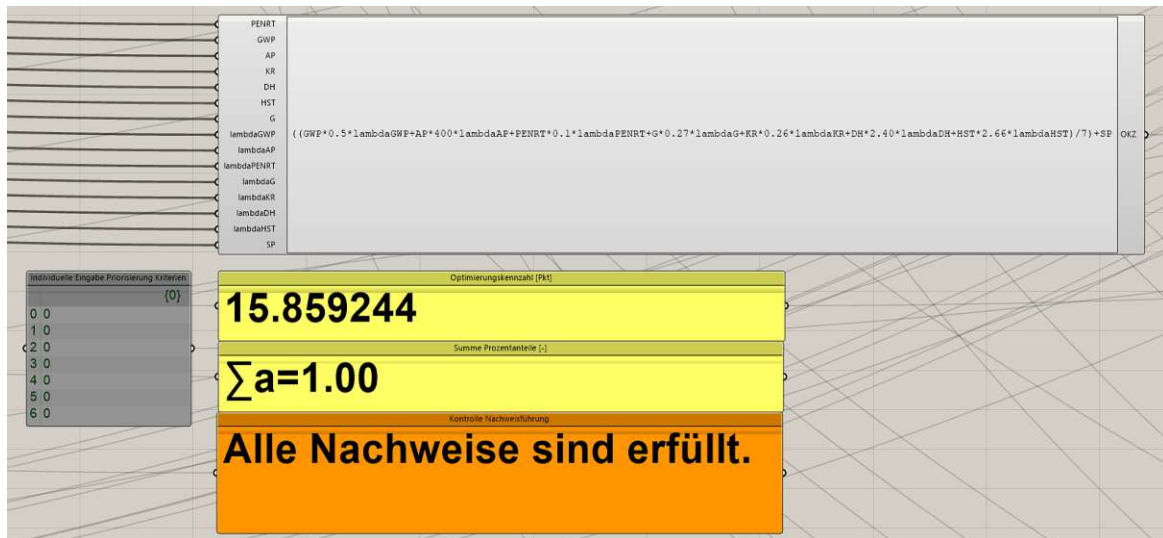 PENRT
GWP
AP
KR
DH
HST
G
lambdaGWP
lambdaAP
lambdaPENRT
lambdaG
lambdaKR
lambdaDH
lambdaHST
SP
((GWP*0.5*lambdaGWP+AP*400*lambdaAP+PENRT*0.1*lambdaPENRT+G*0.27*lambdaG+KR*0.26*lambdaKR+DH*2.40*lambdaDH+HST*2.66*lambdaHST)/7)+SP
OKZ
Individuelle Eingabe Priorisierung Kriterien
{0}
0 0
1 0
2 0
3 0
4 0
5 0
6 0
Optimierungskennzahl [Pkt]
15.859244
Summe Prozentanteile [-]
∑a=1.00
Kontrolle Nachweisführung
Alle Nachweise sind erfüllt.